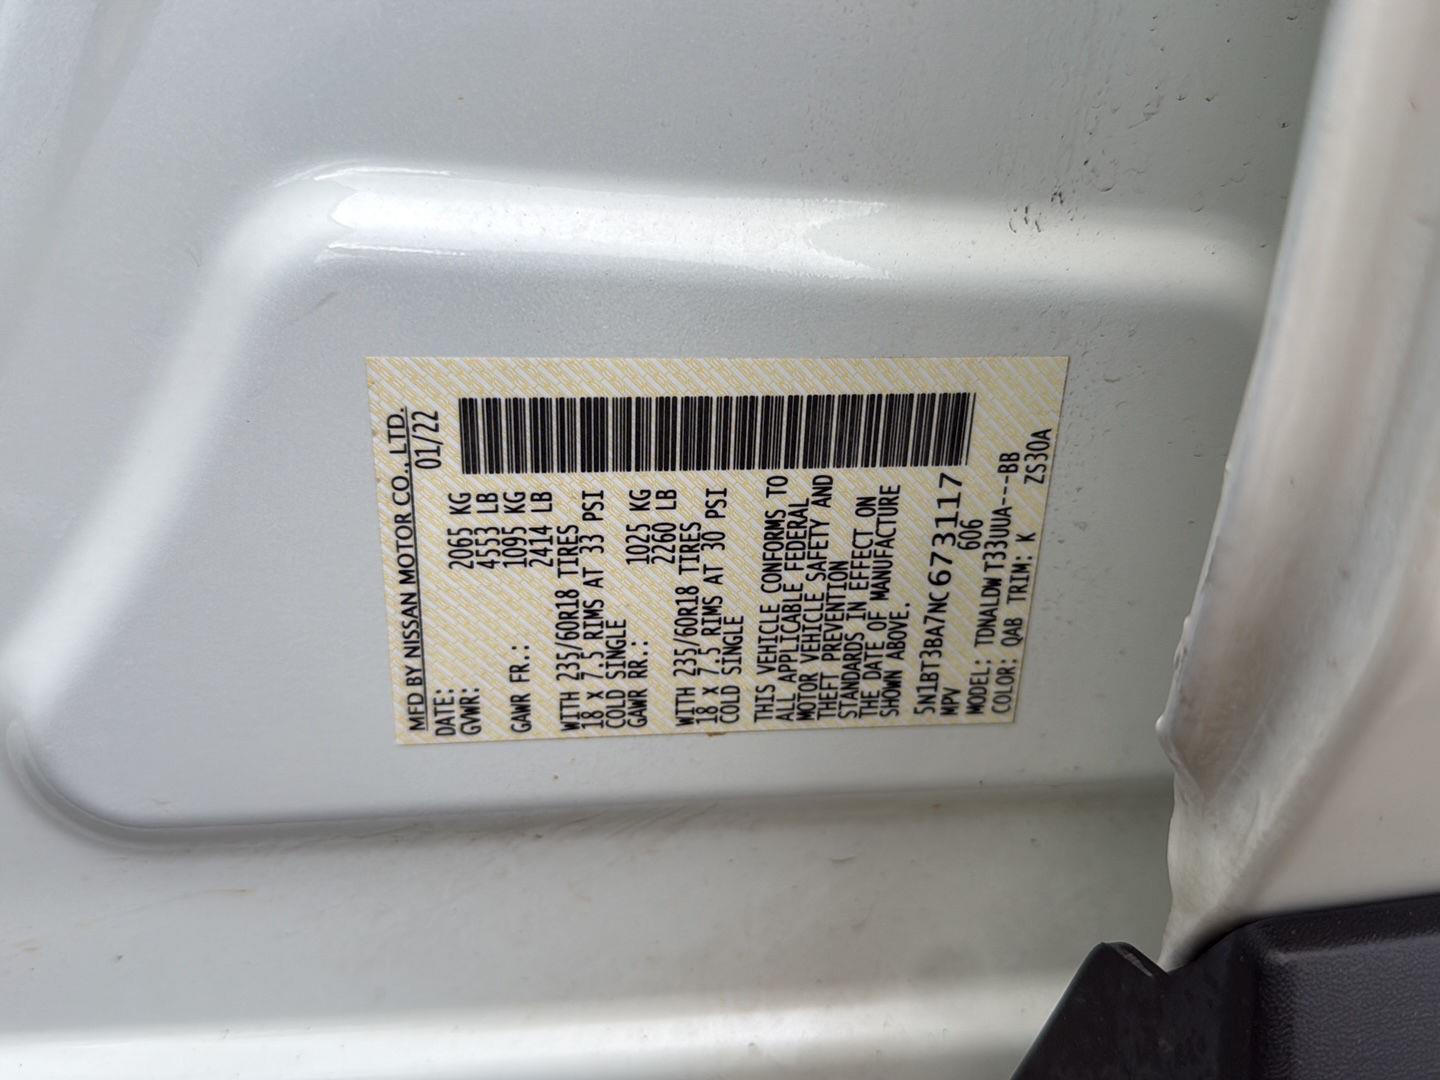 MFD BY NISSAN MOTOR CO., LTD.
DATE: 01/22
GVWR: 2065 KG
4553 LB
GAWR FR.: 1095 KG
2414 LB
WITH 235/60R18 TIRES
18 X 7.5 RIMS AT 33 PSI
COLD SINGLE
GAWR RR.: 1025 KG
2260 LB
WITH 235/60R18 TIRES
18 X 7.5 RIMS AT 30 PSI
COLD SINGLE
THIS VEHICLE CONFORMS TO
ALL APPLICABLE FEDERAL
MOTOR VEHICLE SAFETY AND
THEFT PREVENTION
STANDARDS IN EFFECT ON
THE DATE OF MANUFACTURE
SHOWN ABOVE.
5N1BT3BA7NC673117
MPV 606
MODEL: TDNALDW T33UUA----BB
COLOR: QAB TRIM: K ZS30A